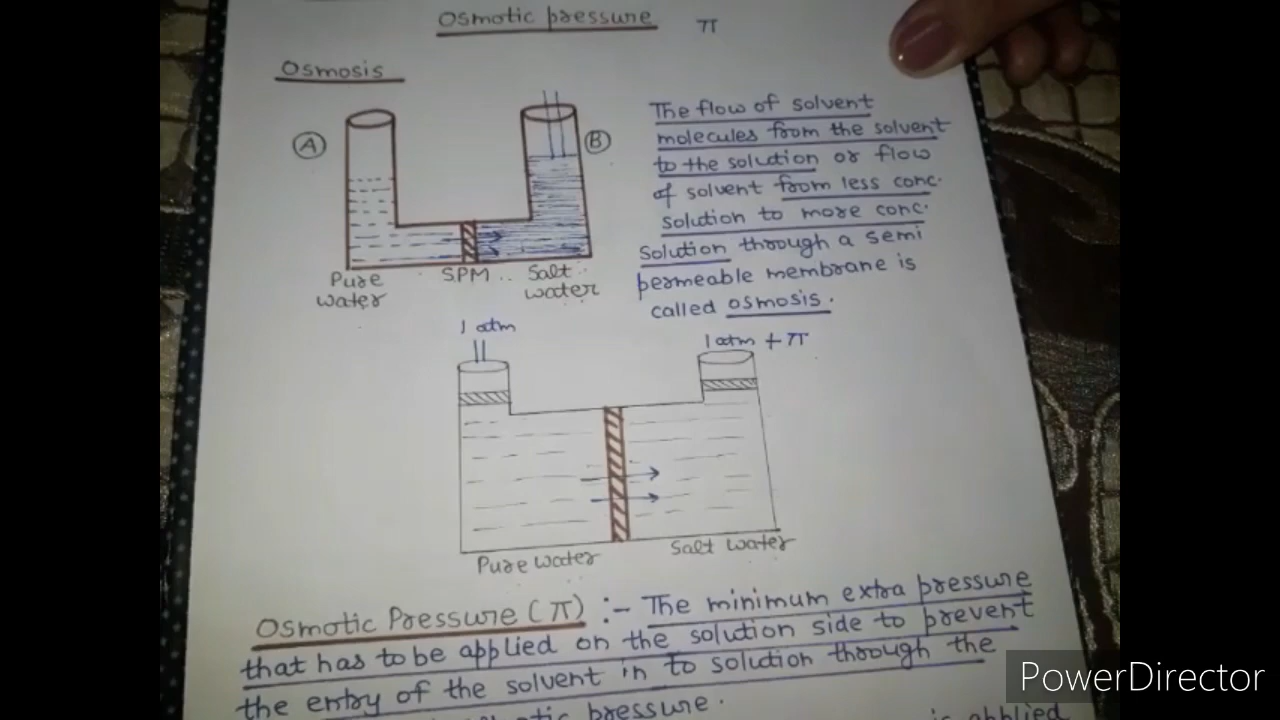 Osmotic pressure π
Osmosis
A
B
Pure
water
SPM..
Salt
water
The flow of solvent
molecules from the solvent
to the solution or flow
of solvent from less conc.
solution to more conc.
solution through a semi
permeable membrane is
called osmosis.
1 atm
1 atm + π
Pure water
Salt water
Osmotic Pressure (π) :- The minimum extra pressure
that has to be applied on the solution side to prevent
the entry of the solvent in to solution through the
pressure.
is applied
PowerDirector